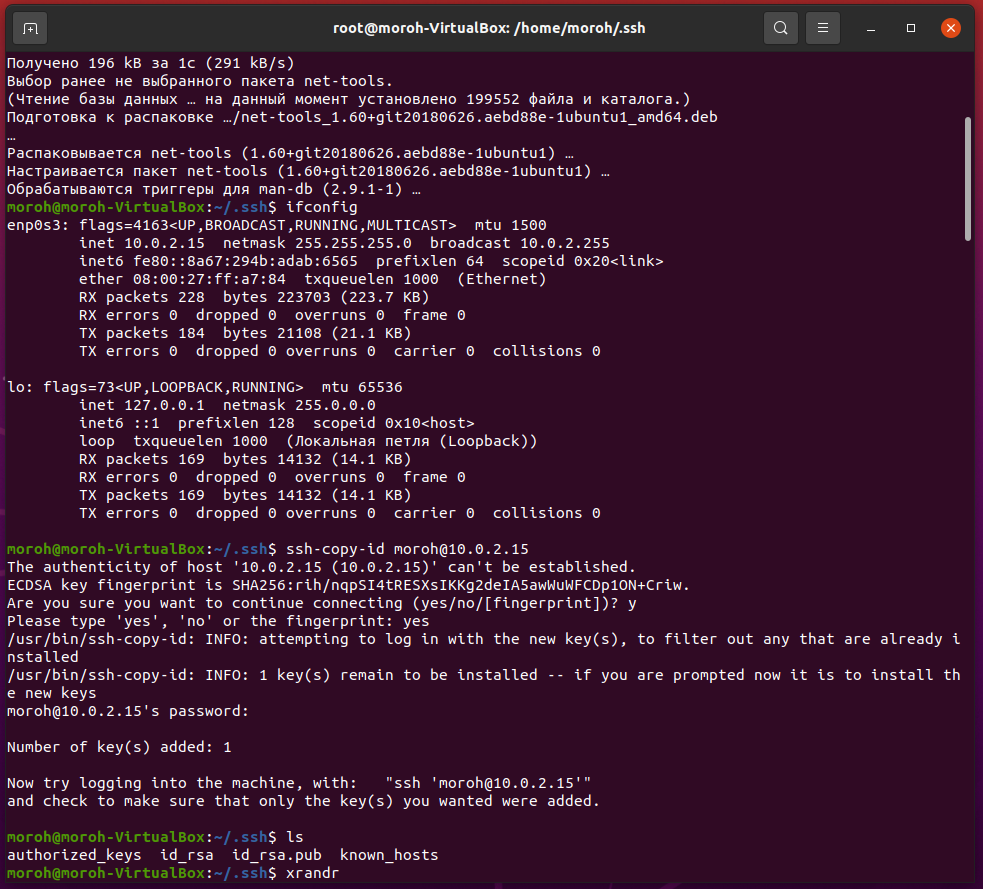 root@moroh-VirtualBox: /home/moroh/.ssh
Получено 196 kB за 1с (291 kB/s)
Выбор ранее не выбранного пакета net-tools.
(Чтение базы данных … на данный момент установлено 199552 файла и каталога.)
Подготовка к распаковке …/net-tools_1.60+git20180626.aebd88e-1ubuntu1_amd64.deb
…
Распаковывается net-tools (1.60+git20180626.aebd88e-1ubuntu1) …
Настраивается пакет net-tools (1.60+git20180626.aebd88e-1ubuntu1) …
Обрабатываются триггеры для man-db (2.9.1-1) …
moroh@moroh-VirtualBox:~/.ssh$ ifconfig
enp0s3: flags=4163<UP,BROADCAST,RUNNING,MULTICAST>  mtu 1500
        inet 10.0.2.15  netmask 255.255.255.0  broadcast 10.0.2.255
        inet6 fe80::8a67:294b:adab:6565  prefixlen 64  scopeid 0x20<link>
        ether 08:00:27:ff:a7:84  txqueuelen 1000  (Ethernet)
        RX packets 228  bytes 223703 (223.7 KB)
        RX errors 0  dropped 0  overruns 0  frame 0
        TX packets 184  bytes 21108 (21.1 KB)
        TX errors 0  dropped 0 overruns 0  carrier 0  collisions 0
lo: flags=73<UP,LOOPBACK,RUNNING>  mtu 65536
        inet 127.0.0.1  netmask 255.0.0.0
        inet6 ::1  prefixlen 128  scopeid 0x10<host>
        loop  txqueuelen 1000  (Локальная петля (Loopback))
        RX packets 169  bytes 14132 (14.1 KB)
        RX errors 0  dropped 0  overruns 0  frame 0
        TX packets 169  bytes 14132 (14.1 KB)
        TX errors 0  dropped 0 overruns 0  carrier 0  collisions 0
moroh@moroh-VirtualBox:~/.ssh$ ssh-copy-id moroh@10.0.2.15
The authenticity of host '10.0.2.15 (10.0.2.15)' can't be established.
ECDSA key fingerprint is SHA256:rih/nqpSI4tRESXsIKKg2deIA5awWuWFCDp1ON+Criw.
Are you sure you want to continue connecting (yes/no/[fingerprint])? y
Please type 'yes', 'no' or the fingerprint: yes
/usr/bin/ssh-copy-id: INFO: attempting to log in with the new key(s), to filter out any that are already i
nstalled
/usr/bin/ssh-copy-id: INFO: 1 key(s) remain to be installed -- if you are prompted now it is to install th
e new keys
moroh@10.0.2.15's password:
Number of key(s) added: 1
Now try logging into the machine, with:   "ssh 'moroh@10.0.2.15'"
and check to make sure that only the key(s) you wanted were added.
moroh@moroh-VirtualBox:~/.ssh$ ls
authorized_keys  id_rsa  id_rsa.pub  known_hosts
moroh@moroh-VirtualBox:~/.ssh$ xrandr